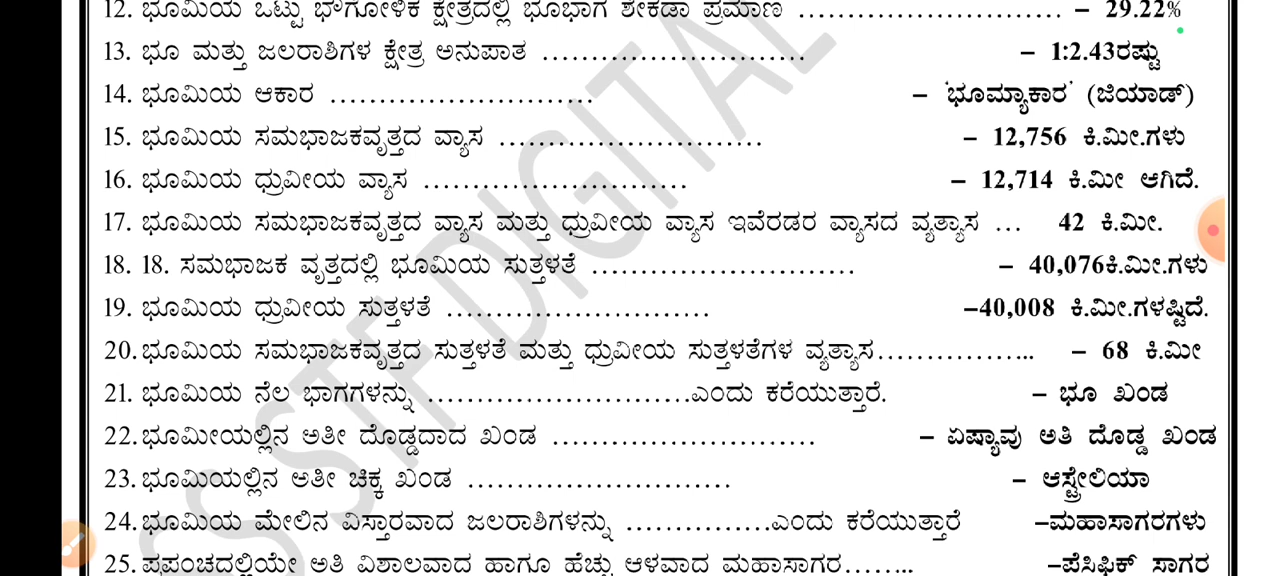 12. ಭೂಮಿಯ ಒಟ್ಟು ಭೌಗೋಳಿಕ ಕ್ಷೇತ್ರದಲ್ಲಿ ಭೂಭಾಗ ಶೇಕಡಾ ಪ್ರಮಾಣ ............................ – 29.22%
13. ಭೂ ಮತ್ತು ಜಲರಾಶಿಗಳ ಕ್ಷೇತ್ರ ಅನುಪಾತ ............................ – 1:2.43ರಷ್ಟು
14. ಭೂಮಿಯ ಆಕಾರ ............................ – 'ಭೂಮ್ಯಾಕಾರ' (ಜಿಯಾಡ್)
15. ಭೂಮಿಯ ಸಮಭಾಜಕವೃತ್ತದ ವ್ಯಾಸ ............................ – 12,756 ಕಿ.ಮೀ.ಗಳು
16. ಭೂಮಿಯ ಧ್ರುವೀಯ ವ್ಯಾಸ ............................ – 12,714 ಕಿ.ಮೀ ಆಗಿದೆ.
17. ಭೂಮಿಯ ಸಮಭಾಜಕವೃತ್ತದ ವ್ಯಾಸ ಮತ್ತು ಧ್ರುವೀಯ ವ್ಯಾಸ ಇವೆರಡರ ವ್ಯಾಸದ ವ್ಯತ್ಯಾಸ ... 42 ಕಿ.ಮೀ.
18. 18. ಸಮಭಾಜಕ ವೃತ್ತದಲ್ಲಿ ಭೂಮಿಯ ಸುತ್ತಳತೆ ............................ – 40,076ಕಿ.ಮೀ.ಗಳು
19. ಭೂಮಿಯ ಧ್ರುವೀಯ ಸುತ್ತಳತೆ ............................ –40,008 ಕಿ.ಮೀ.ಗಳಷ್ಟಿದೆ.
20.ಭೂಮಿಯ ಸಮಭಾಜಕವೃತ್ತದ ಸುತ್ತಳತೆ ಮತ್ತು ಧ್ರುವೀಯ ಸುತ್ತಳತೆಗಳ ವ್ಯತ್ಯಾಸ................. – 68 ಕಿ.ಮೀ
21. ಭೂಮಿಯ ನೆಲ ಭಾಗಗಳನ್ನು ............................ಎಂದು ಕರೆಯುತ್ತಾರೆ. – ಭೂ ಖಂಡ
22.ಭೂಮೀಯಲ್ಲಿನ ಅತೀ ದೊಡ್ಡದಾದ ಖಂಡ ............................ – ಏಷ್ಯಾವು ಅತಿ ದೊಡ್ಡ ಖಂಡ
23.ಭೂಮಿಯಲ್ಲಿನ ಅತೀ ಚಿಕ್ಕ ಖಂಡ ............................ – ಆಸ್ಟ್ರೇಲಿಯಾ
24.ಭೂಮಿಯ ಮೇಲಿನ ವಿಸ್ತಾರವಾದ ಜಲರಾಶಿಗಳನ್ನು ................ಎಂದು ಕರೆಯುತ್ತಾರೆ –ಮಹಾಸಾಗರಗಳು
25.ಪ್ರಪಂಚದಲ್ಲಿಯೇ ಅತಿ ವಿಶಾಲವಾದ ಹಾಗೂ ಹೆಚ್ಚು ಆಳವಾದ ಮಹಾಸಾಗರ........ –ಪೆಸಿಫಿಕ್ ಸಾಗರ
STF DIGITAL